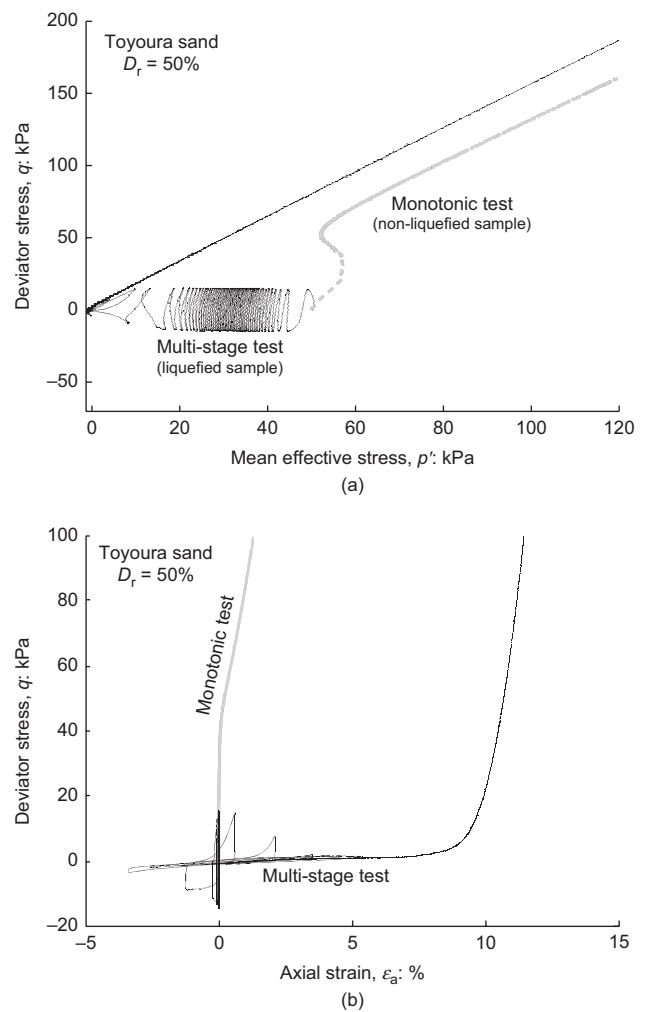 200
Toyoura sand
Dr = 50%
150
100
50
0
–50
Deviator stress, q: kPa
Monotonic test
(non-liquefied sample)
Multi-stage test
(liquefied sample)
0 20 40 60 80 100 120
Mean effective stress, p′: kPa
(a)
100
Toyoura sand
Dr = 50%
80
60
40
20
0
–20
Deviator stress, q: kPa
Monotonic test
Multi-stage test
–5 0 5 10 15
Axial strain, εa: %
(b)